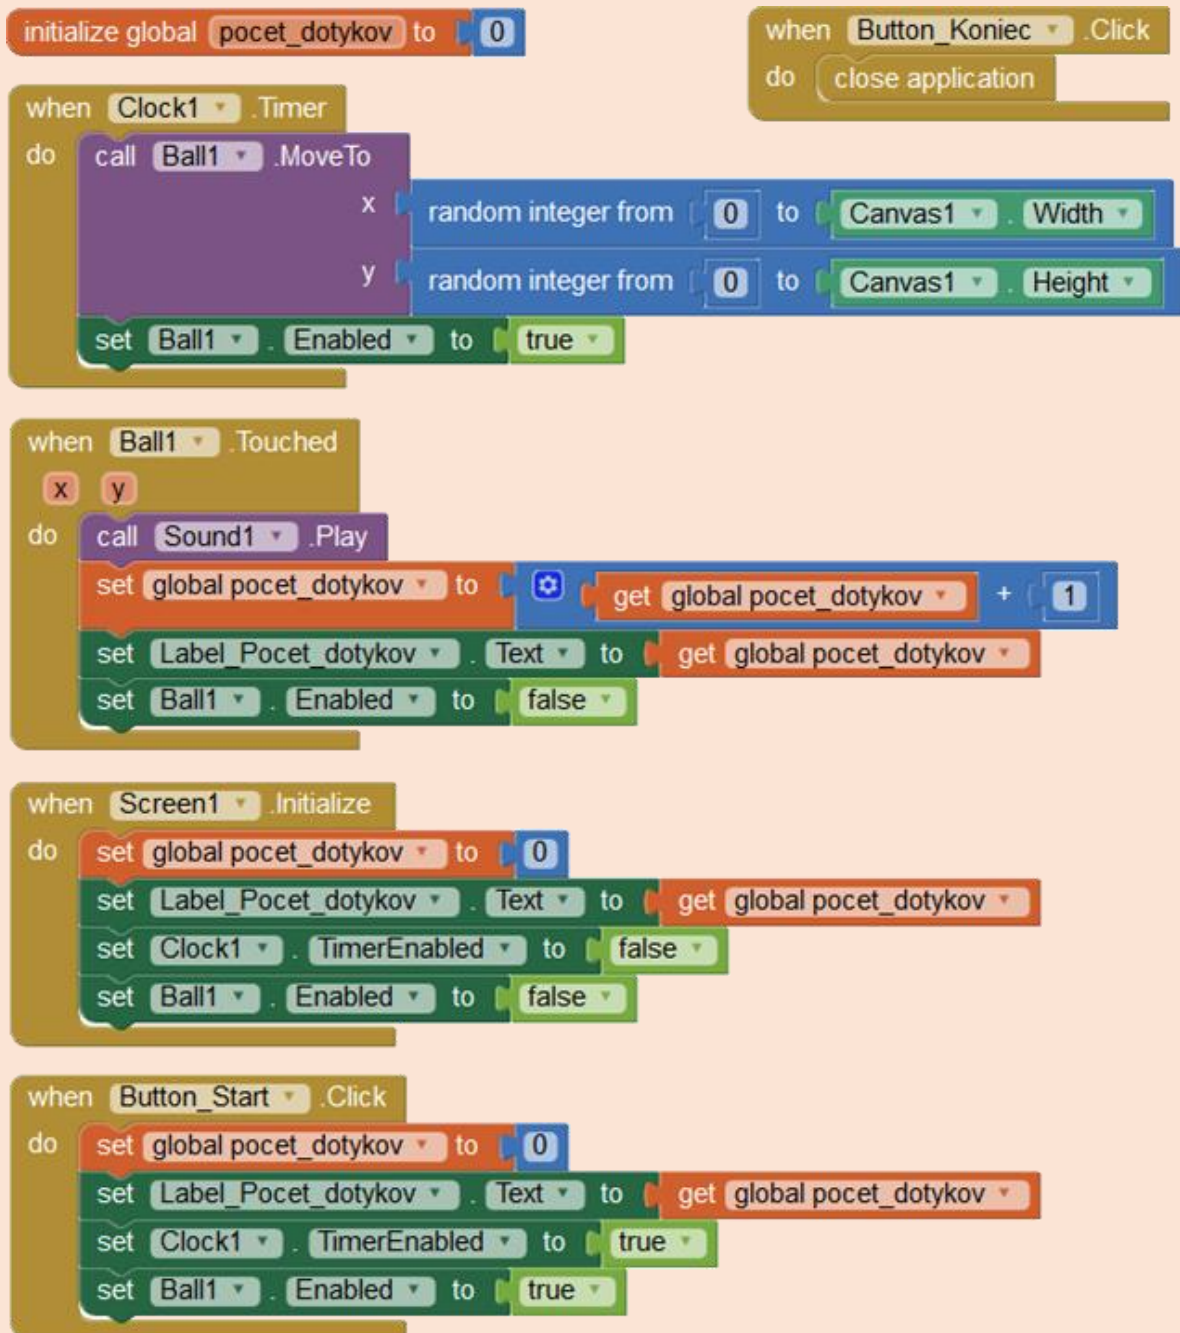 initialize global pocet_dotykov to 0
when Button_Koniec .Click
do close application
when Clock1 .Timer
do call Ball1 .MoveTo
x random integer from 0 to Canvas1 . Width
y random integer from 0 to Canvas1 . Height
set Ball1 . Enabled to true
when Ball1 .Touched
x y
do call Sound1 .Play
set global pocet_dotykov to get global pocet_dotykov + 1
set Label_Pocet_dotykov . Text to get global pocet_dotykov
set Ball1 . Enabled to false
when Screen1 .Initialize
do set global pocet_dotykov to 0
set Label_Pocet_dotykov . Text to get global pocet_dotykov
set Clock1 . TimerEnabled to false
set Ball1 . Enabled to false
when Button_Start .Click
do set global pocet_dotykov to 0
set Label_Pocet_dotykov . Text to get global pocet_dotykov
set Clock1 . TimerEnabled to true
set Ball1 . Enabled to true